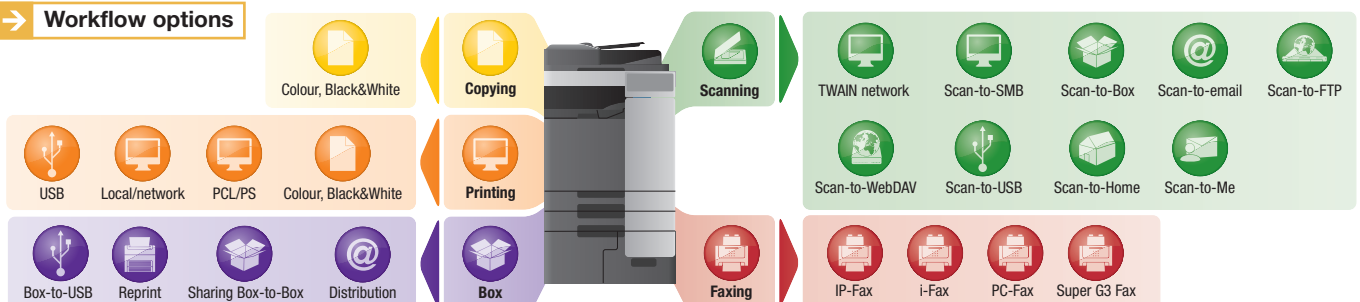 Workflow options
Colour, Black&White
Copying
Scanning
TWAIN network
Scan-to-SMB
Scan-to-Box
Scan-to-email
Scan-to-FTP
Scan-to-WebDAV
Scan-to-USB
Scan-to-Home
Scan-to-Me
USB
Local/network
PCL/PS
Colour, Black&White
Printing
Box-to-USB
Reprint
Sharing Box-to-Box
Distribution
Box
Faxing
IP-Fax
i-Fax
PC-Fax
Super G3 Fax